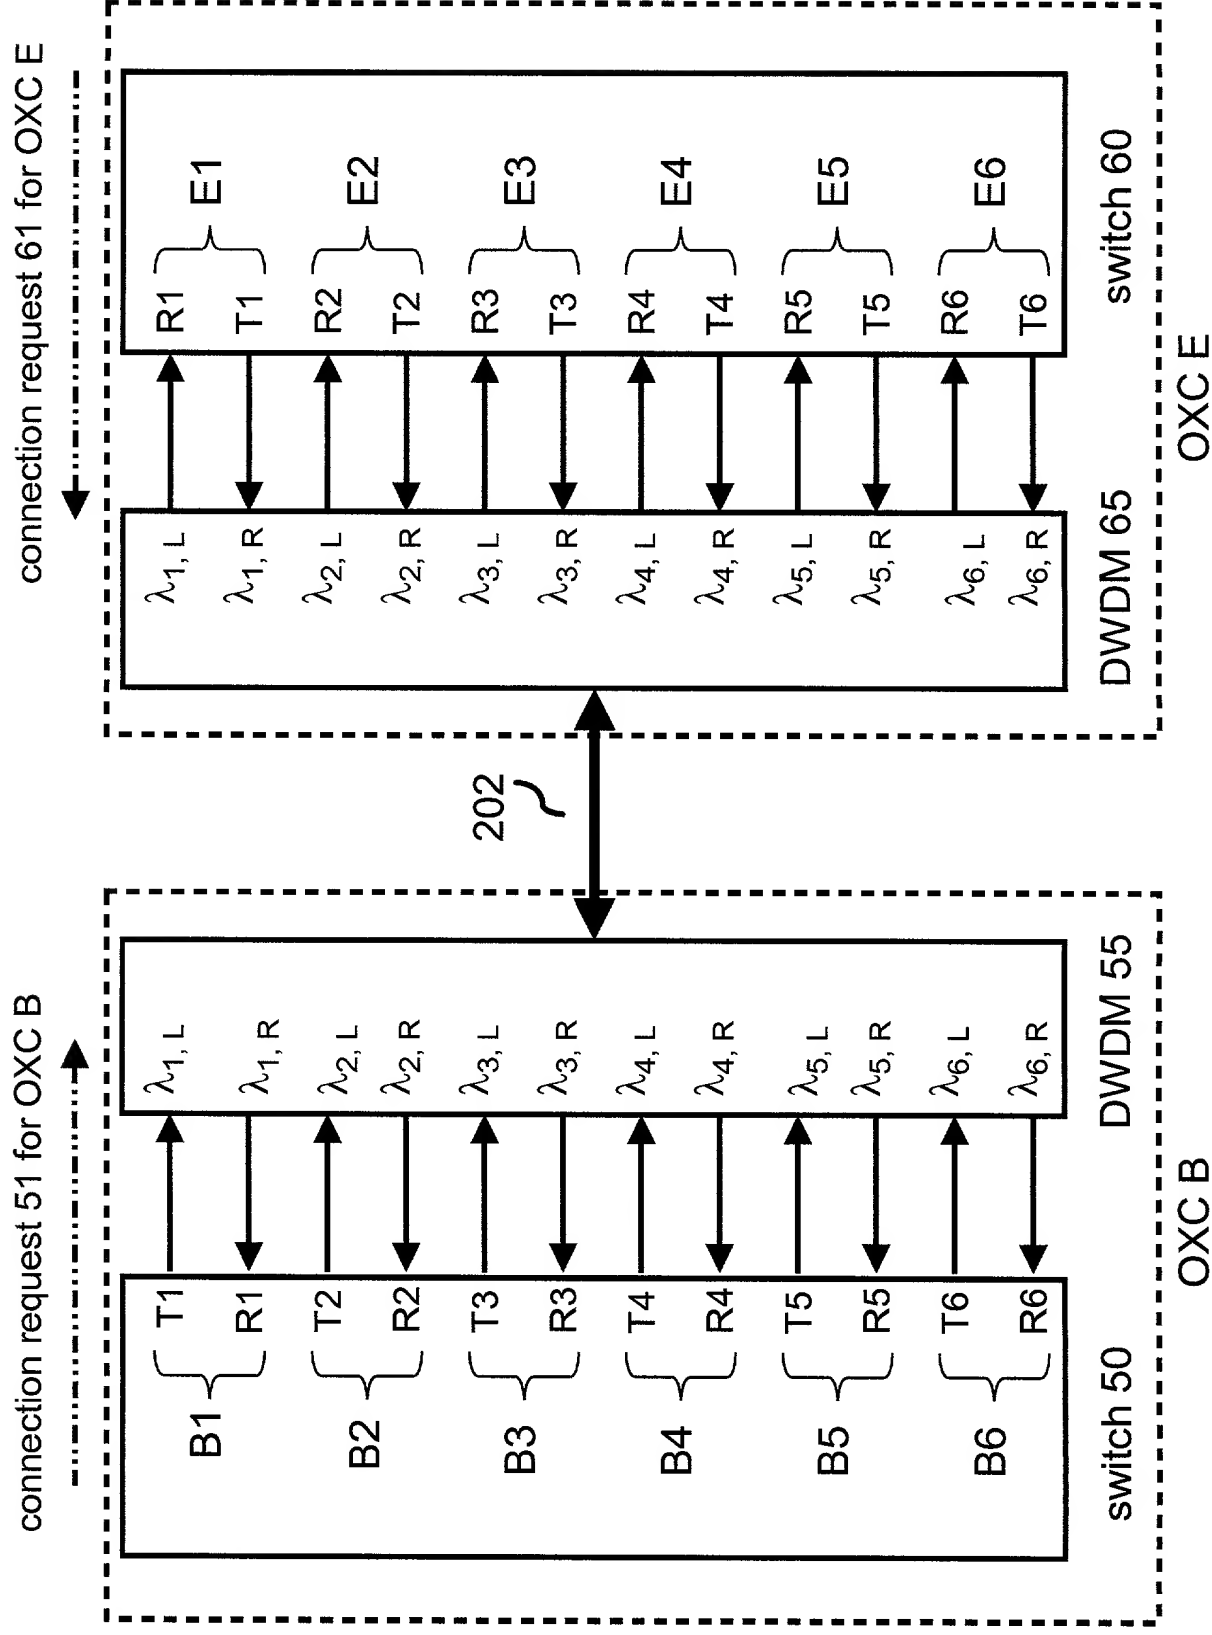 connection request 51 for OXC B
connection request 61 for OXC E
B1
T1
R1
B2
T2
R2
B3
T3
R3
B4
T4
R4
B5
T5
R5
B6
T6
R6
switch 50
λ1, L
λ1, R
λ2, L
λ2, R
λ3, L
λ3, R
λ4, L
λ4, R
λ5, L
λ5, R
λ6, L
λ6, R
DWDM 55
OXC B
202
λ1, L
λ1, R
λ2, L
λ2, R
λ3, L
λ3, R
λ4, L
λ4, R
λ5, L
λ5, R
λ6, L
λ6, R
DWDM 65
R1
T1
E1
R2
T2
E2
R3
T3
E3
R4
T4
E4
R5
T5
E5
R6
T6
E6
switch 60
OXC E